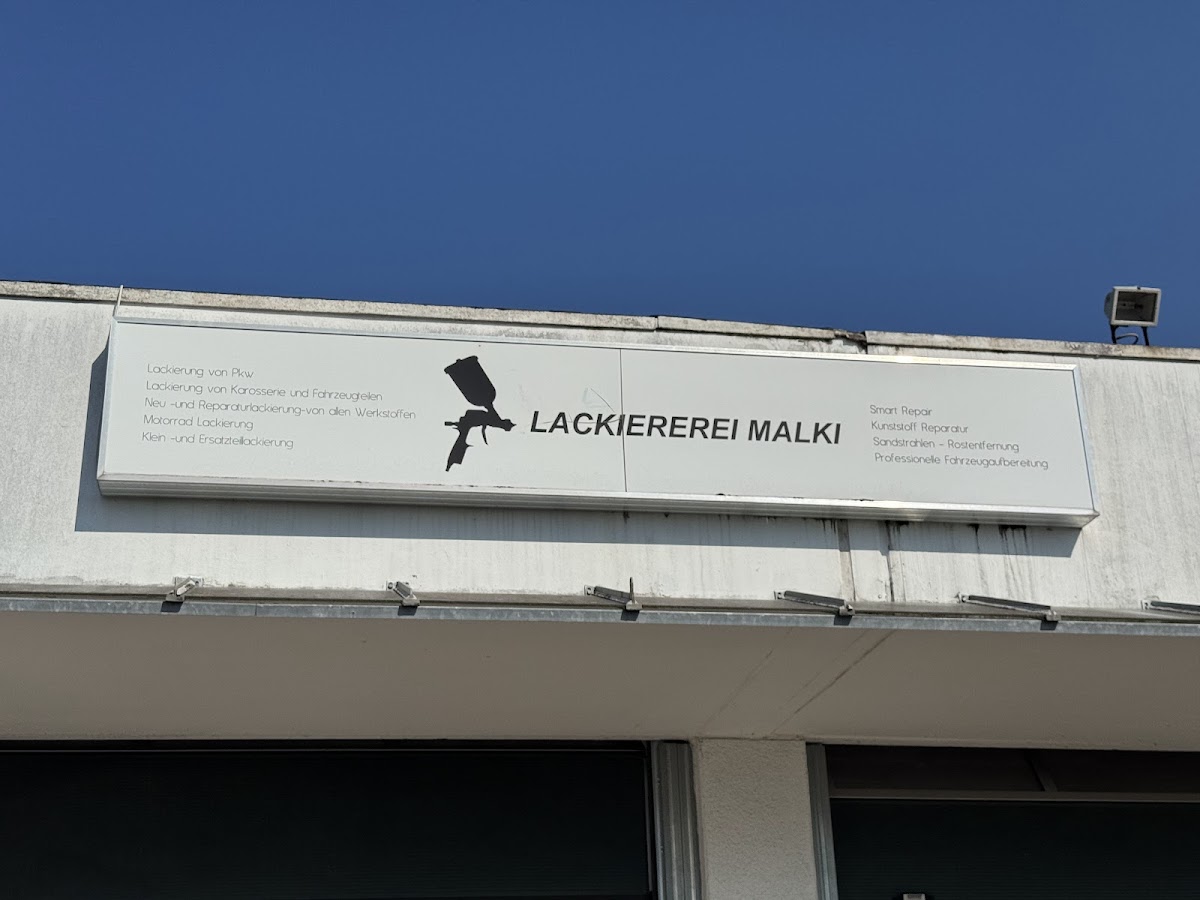 Lackierung von Pkw
Lackierung von Karosserie und Fahrzeugteilen
Neu -und Reparaturlackierung-von allen Werkstoffen
Motorrad Lackierung
Klein -und Ersatzteillackierung
LACKIEREREI MALKI
Smart Repair
Kunststoff Reparatur
Sandstrahlen - Rostentfernung
Professionelle Fahrzeugaufbereitung